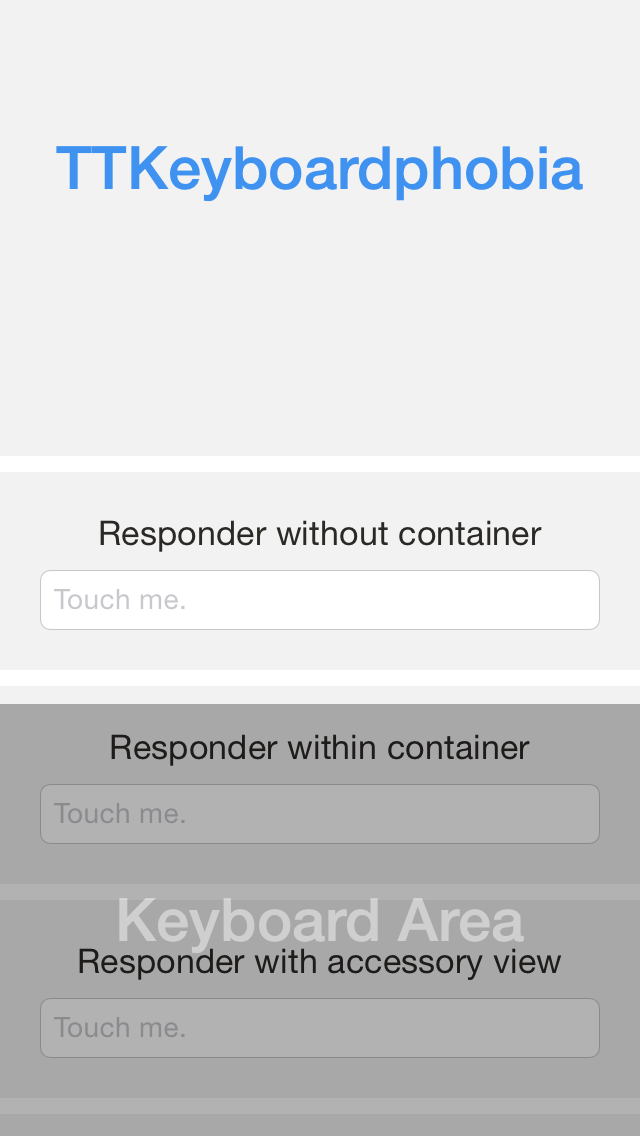 TTKeyboardphobia
Responder without container
Touch me.
Responder within container
Touch me.
Keyboard Area
Responder with accessory view
Touch me.